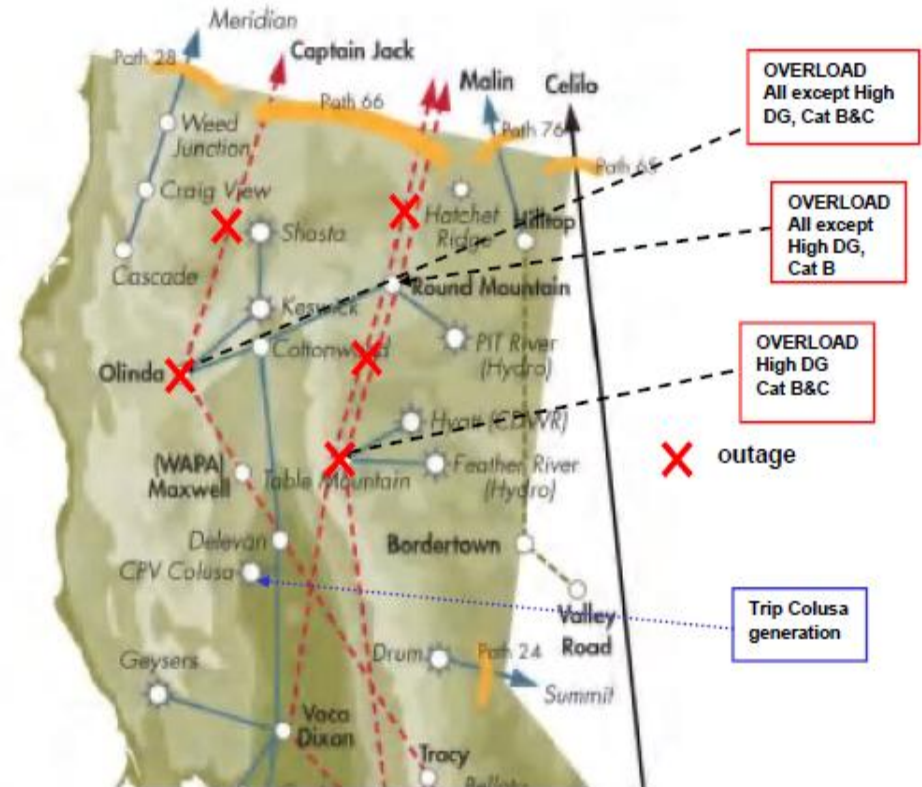 Meridian
Path 28
Captain Jack
Malin
Celilo
Path 66
Path 76
Path 65
OVERLOAD
All except High
DG, Cat B&C
Weed
Junction
Craig View
Hatchet
Ridge
Hilltop
Shasta
OVERLOAD
All except
High DG,
Cat B
Cascade
Keswick
Round Mountain
Cottonwood
PIT River
(Hydro)
Olinda
OVERLOAD
High DG
Cat B&C
Hyatt (CDWR)
outage
(WAPA)
Maxwell
Table Mountain
Feather River
(Hydro)
Delevan
Bordertown
CPV Colusa
Valley
Road
Trip Colusa
generation
Geysers
Drum
Path 24
Summit
Vaca
Dixon
Tracy
Bellota